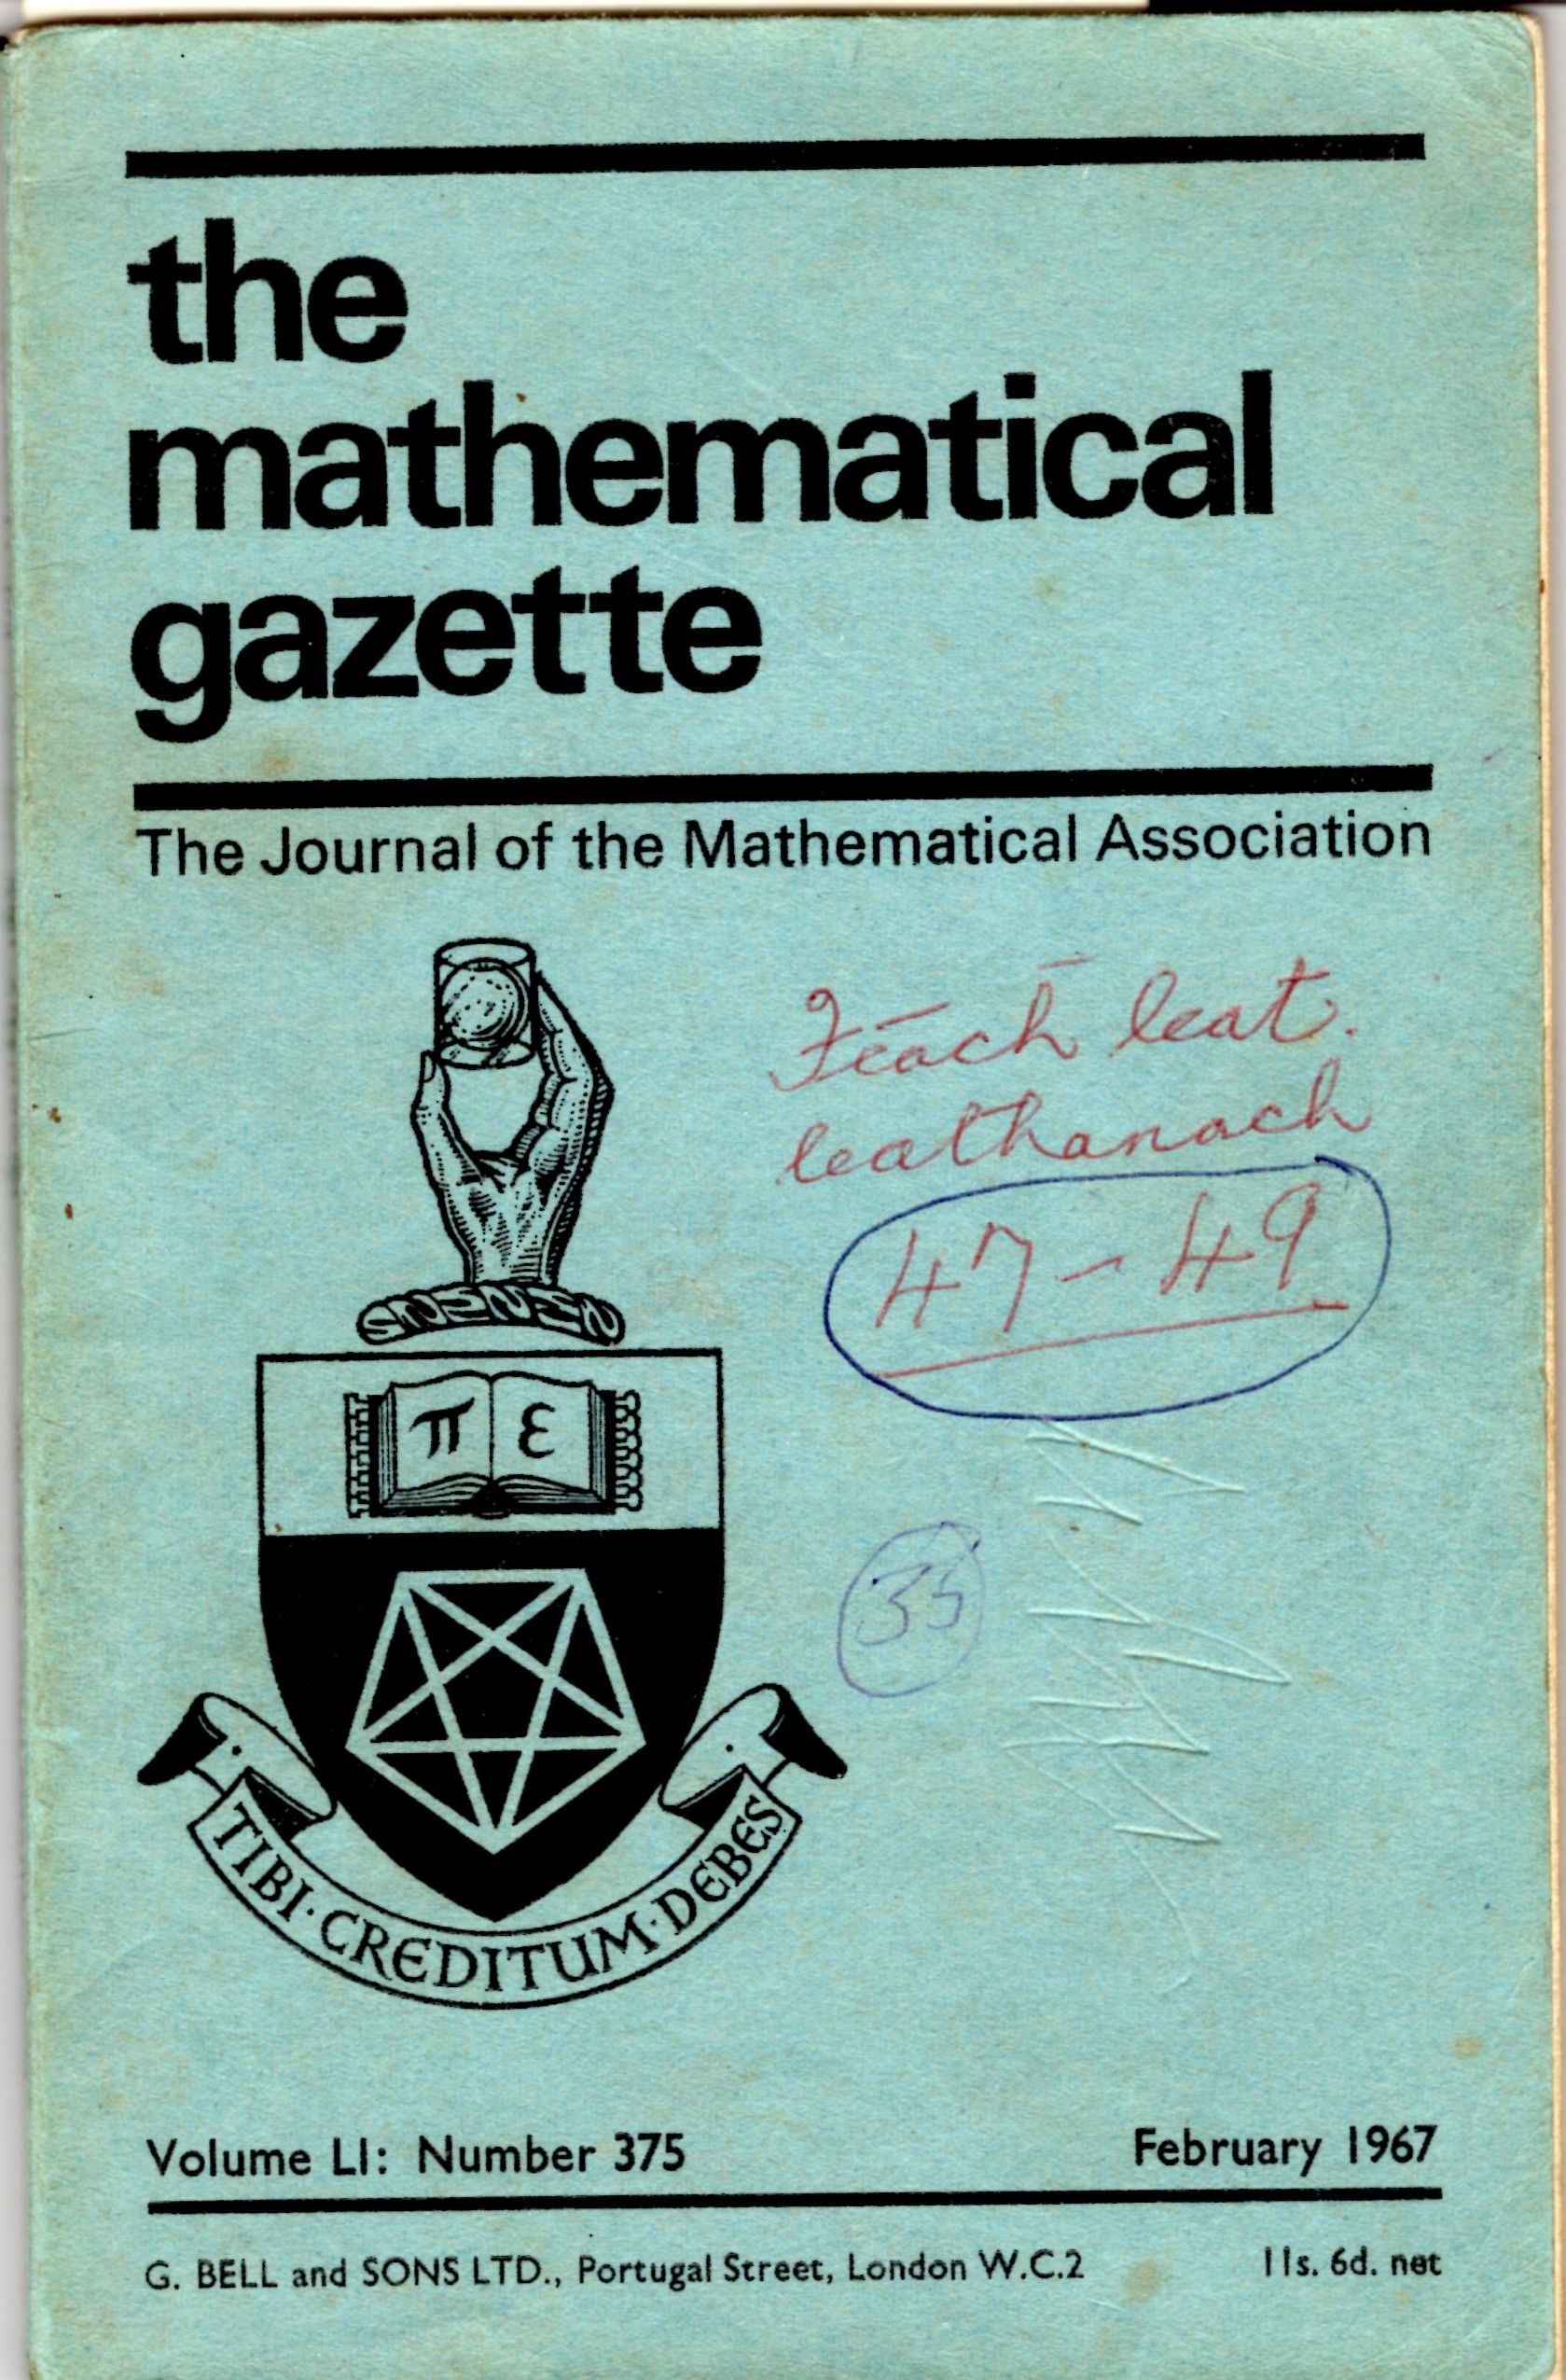 the
mathematical
gazette
The Journal of the Mathematical Association
Féach leat.
leathanach
47 - 49
π ε
35
TIBI · CREDITUM · DEBES
Volume LI: Number 375 February 1967
G. BELL and SONS LTD., Portugal Street, London W.C.2 11s. 6d. net